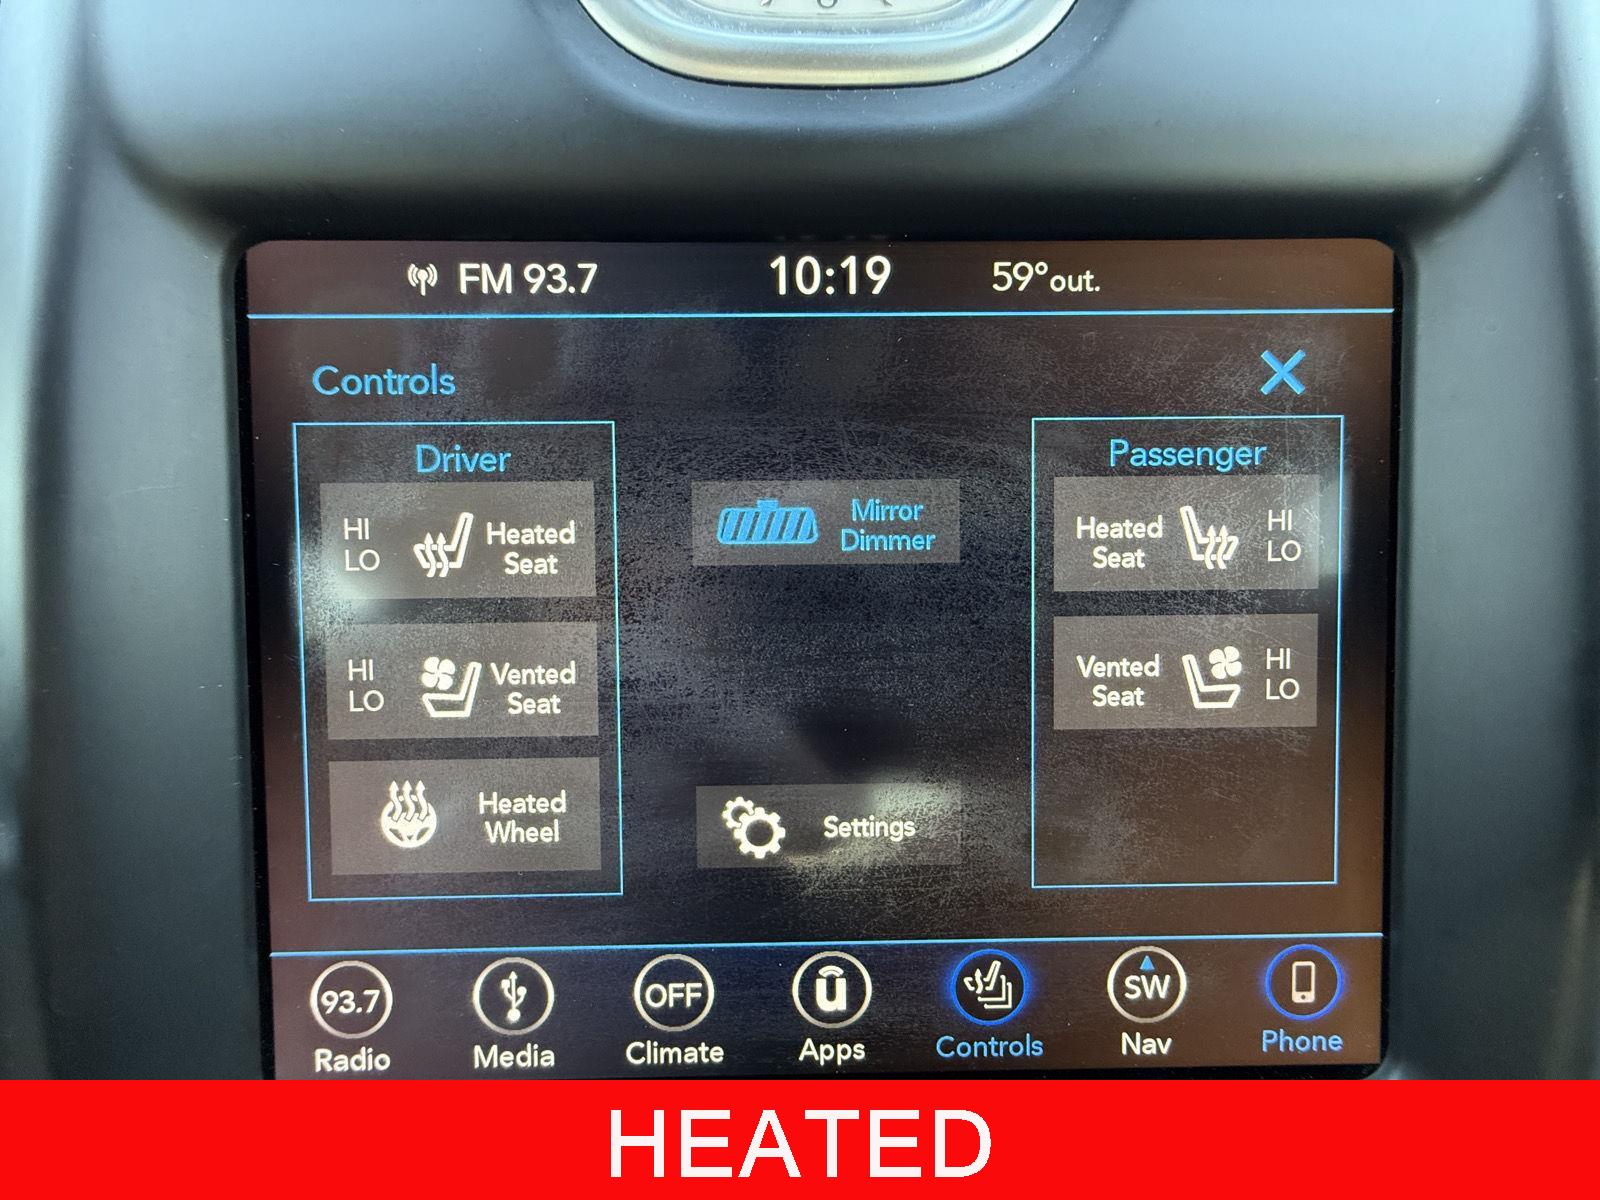 FM 93.7
10:19
59° out.
Controls
X
Driver
HI
LO
Heated
Seat
HI
LO
Vented
Seat
Heated
Wheel
Mirror
Dimmer
Settings
Passenger
Heated
Seat
HI
LO
Vented
Seat
HI
LO
93.7
Radio
Media
OFF
Climate
u
Apps
Controls
SW
Nav
Phone
HEATED